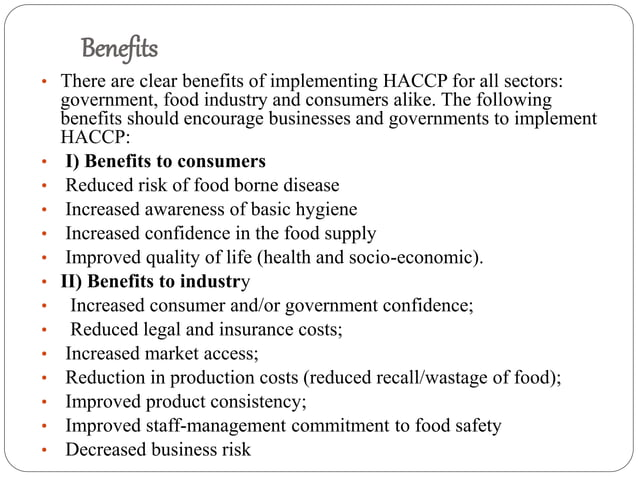 Benefits
• There are clear benefits of implementing HACCP for all sectors:
government, food industry and consumers alike. The following
benefits should encourage businesses and governments to implement
HACCP:
• I) Benefits to consumers
• Reduced risk of food borne disease
• Increased awareness of basic hygiene
• Increased confidence in the food supply
• Improved quality of life (health and socio-economic).
• II) Benefits to industry
• Increased consumer and/or government confidence;
• Reduced legal and insurance costs;
• Increased market access;
• Reduction in production costs (reduced recall/wastage of food);
• Improved product consistency;
• Improved staff-management commitment to food safety
• Decreased business risk